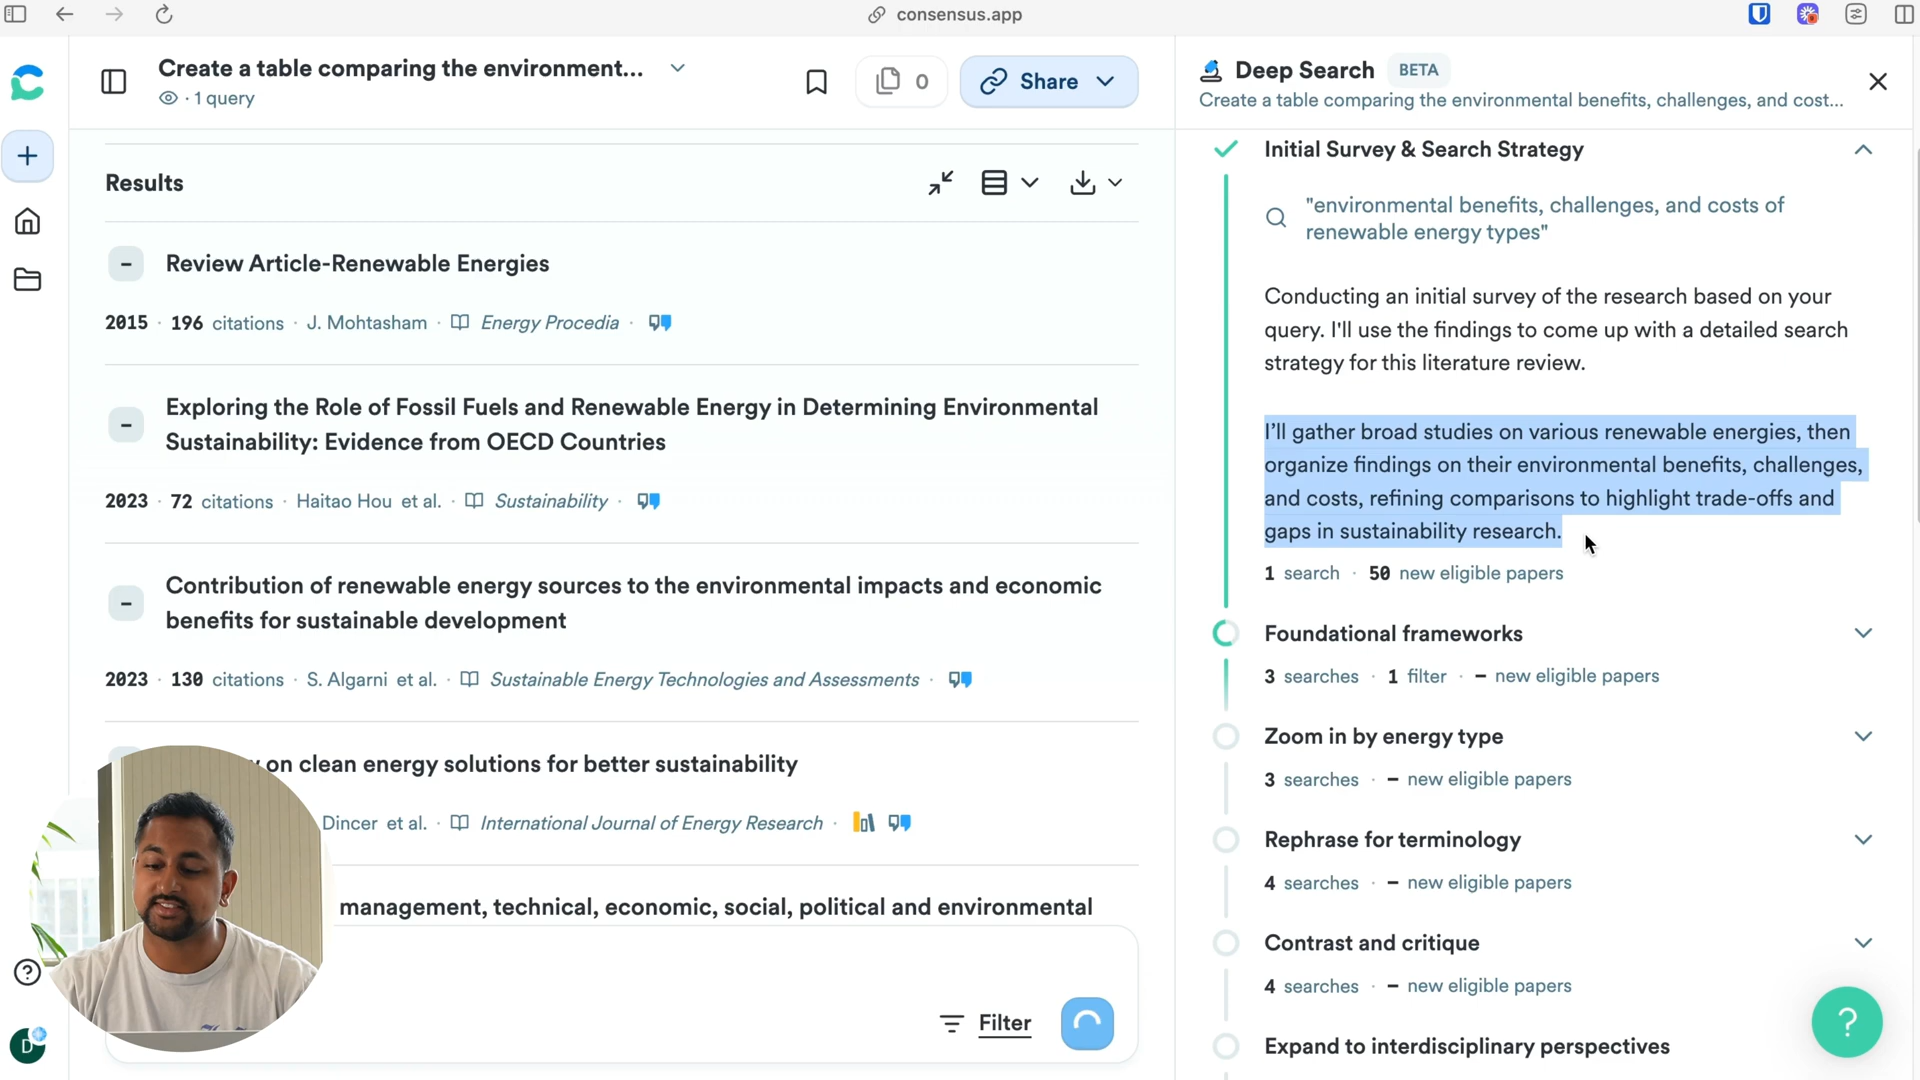 consensus.app
Create a table comparing the environment...
· 1 query
0
Share
Results
Review Article-Renewable Energies
2015 · 196 citations · J. Mohtasham · Energy Procedia ·
Exploring the Role of Fossil Fuels and Renewable Energy in Determining Environmental
Sustainability: Evidence from OECD Countries
2023 · 72 citations · Haitao Hou et al. · Sustainability ·
Contribution of renewable energy sources to the environmental impacts and economic
benefits for sustainable development
2023 · 130 citations · S. Algarni et al. · Sustainable Energy Technologies and Assessments ·
on clean energy solutions for better sustainability
Dincer et al. · International Journal of Energy Research ·
management, technical, economic, social, political and environmental
Filter
D
Deep Search BETA
Create a table comparing the environmental benefits, challenges, and cost...
Initial Survey & Search Strategy
"environmental benefits, challenges, and costs of
renewable energy types"
Conducting an initial survey of the research based on your
query. I'll use the findings to come up with a detailed search
strategy for this literature review.
I'll gather broad studies on various renewable energies, then
organize findings on their environmental benefits, challenges,
and costs, refining comparisons to highlight trade-offs and
gaps in sustainability research.
1 search · 50 new eligible papers
Foundational frameworks
3 searches · 1 filter · – new eligible papers
Zoom in by energy type
3 searches · – new eligible papers
Rephrase for terminology
4 searches · – new eligible papers
Contrast and critique
4 searches · – new eligible papers
Expand to interdisciplinary perspectives
?